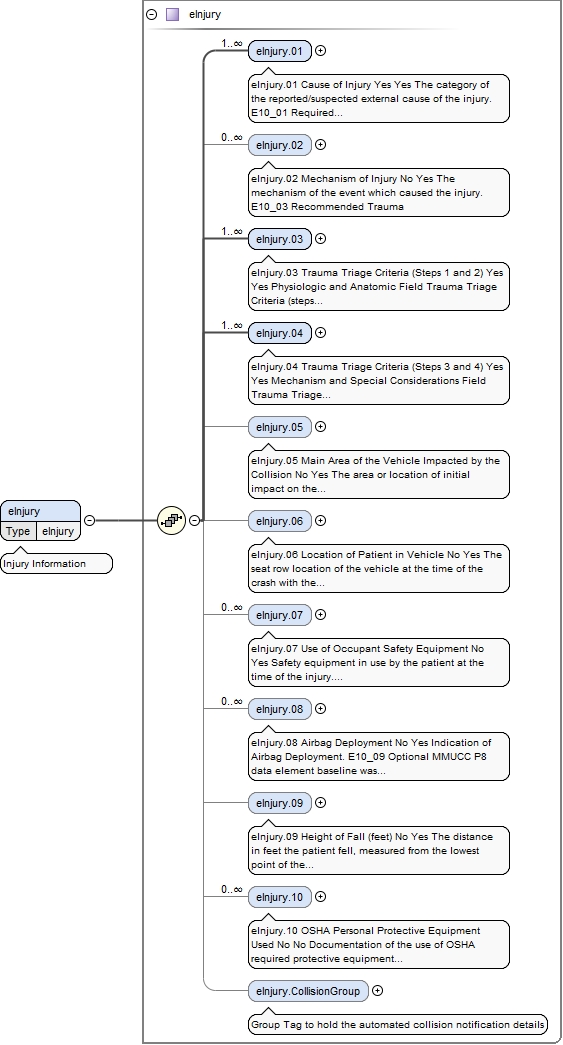 eInjury
1..∞
eInjury.01
eInjury.01 Cause of Injury Yes Yes The category of
the reported/suspected external cause of the injury.
E10_01 Required...
0..∞
eInjury.02
eInjury.02 Mechanism of Injury No Yes The
mechanism of the event which caused the injury.
E10_03 Recommended Trauma
1..∞
eInjury.03
eInjury.03 Trauma Triage Criteria (Steps 1 and 2) Yes
Yes Physiologic and Anatomic Field Trauma Triage
Criteria (steps...
1..∞
eInjury.04
eInjury.04 Trauma Triage Criteria (Steps 3 and 4) Yes
Yes Mechanism and Special Considerations Field
Trauma Triage...
eInjury.05
eInjury.05 Main Area of the Vehicle Impacted by the
Collision No Yes The area or location of initial
impact on the...
eInjury
Type eInjury
Injury Information
eInjury.06
eInjury.06 Location of Patient in Vehicle No Yes The
seat row location of the vehicle at the time of the
crash with the...
0..∞
eInjury.07
eInjury.07 Use of Occupant Safety Equipment No
Yes Safety equipment in use by the patient at the
time of the injury....
0..∞
eInjury.08
eInjury.08 Airbag Deployment No Yes Indication of
Airbag Deployment. E10_09 Optional MMUCC P8
data element baseline was...
eInjury.09
eInjury.09 Height of Fall (feet) No Yes The distance
in feet the patient fell, measured from the lowest
point of the...
0..∞
eInjury.10
eInjury.10 OSHA Personal Protective Equipment
Used No No Documentation of the use of OSHA
required protective equipment...
eInjury.CollisionGroup
Group Tag to hold the automated collision notification details